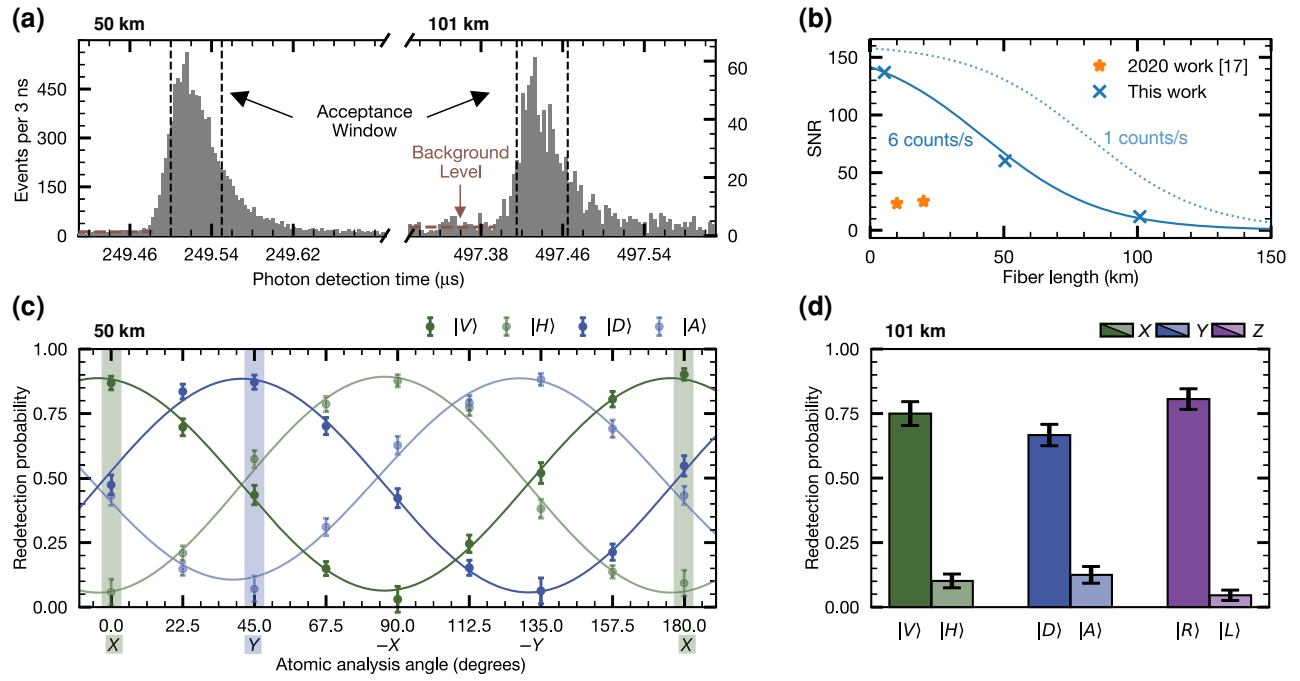 (a)
50 km
101 km
Events per 3 ns
450
300
150
0
60
40
20
0
Acceptance
Window
Background
Level
249.46
249.54
249.62
497.38
497.46
497.54
Photon detection time (μs)
(b)
SNR
150
100
50
0
2020 work [17]
This work
6 counts/s
1 counts/s
0
50
100
150
Fiber length (km)
(c)
50 km
|V⟩
|H⟩
|D⟩
|A⟩
Redetection probability
1.00
0.75
0.50
0.25
0.00
0.0
22.5
45.0
67.5
90.0
112.5
135.0
157.5
180.0
X
Y
–X
–Y
X
Atomic analysis angle (degrees)
(d)
101 km
X
Y
Z
Redetection probability
1.00
0.75
0.50
0.25
0.00
|V⟩
|H⟩
|D⟩
|A⟩
|R⟩
|L⟩